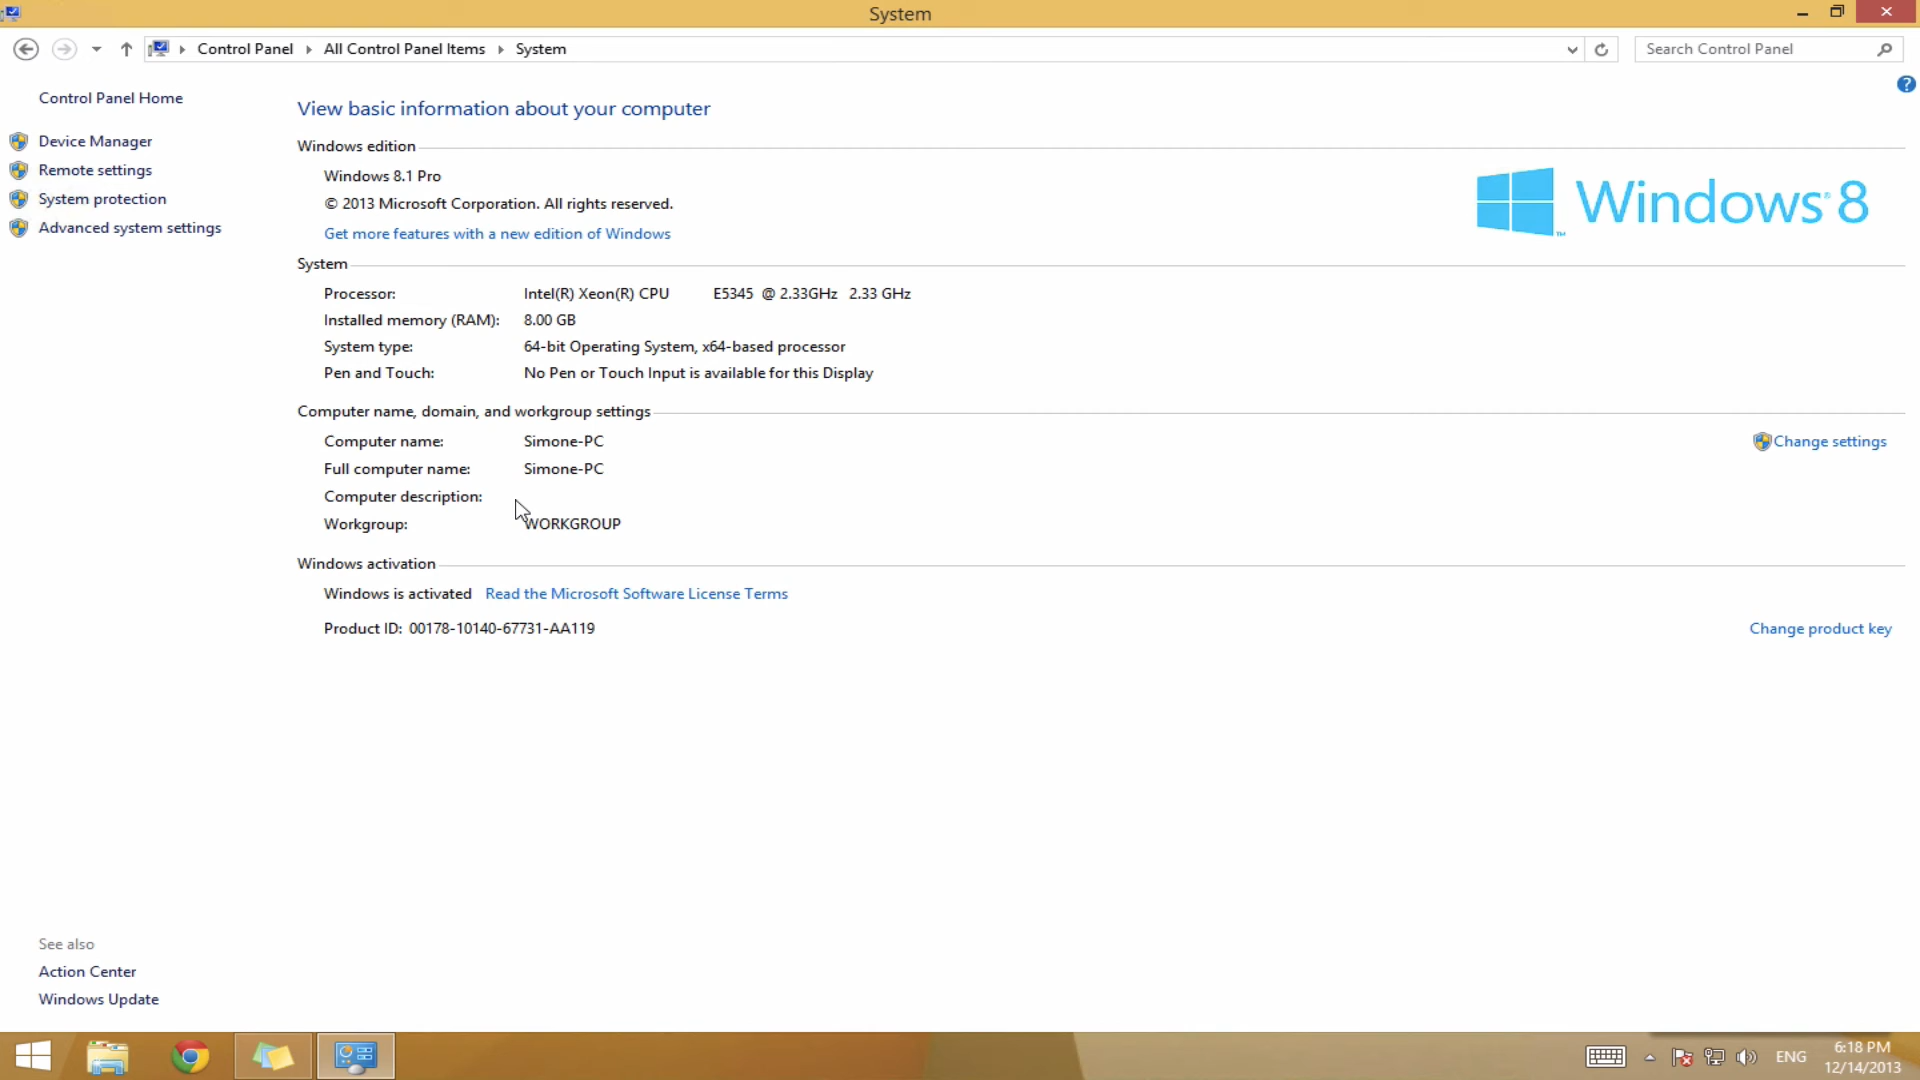 System
Control Panel
All Control Panel Items
System
Search Control Panel
Control Panel Home
Device Manager
Remote settings
System protection
Advanced system settings
View basic information about your computer
Windows edition
Windows 8.1 Pro
© 2013 Microsoft Corporation. All rights reserved.
Get more features with a new edition of Windows
Windows® 8
System
Processor: Intel(R) Xeon(R) CPU E5345 @ 2.33GHz 2.33 GHz
Installed memory (RAM): 8.00 GB
System type: 64-bit Operating System, x64-based processor
Pen and Touch: No Pen or Touch Input is available for this Display
Computer name, domain, and workgroup settings
Computer name: Simone-PC
Change settings
Full computer name: Simone-PC
Computer description:
Workgroup: WORKGROUP
Windows activation
Windows is activated Read the Microsoft Software License Terms
Product ID: 00178-10140-67731-AA119
Change product key
See also
Action Center
Windows Update
ENG
6:18 PM
12/14/2013